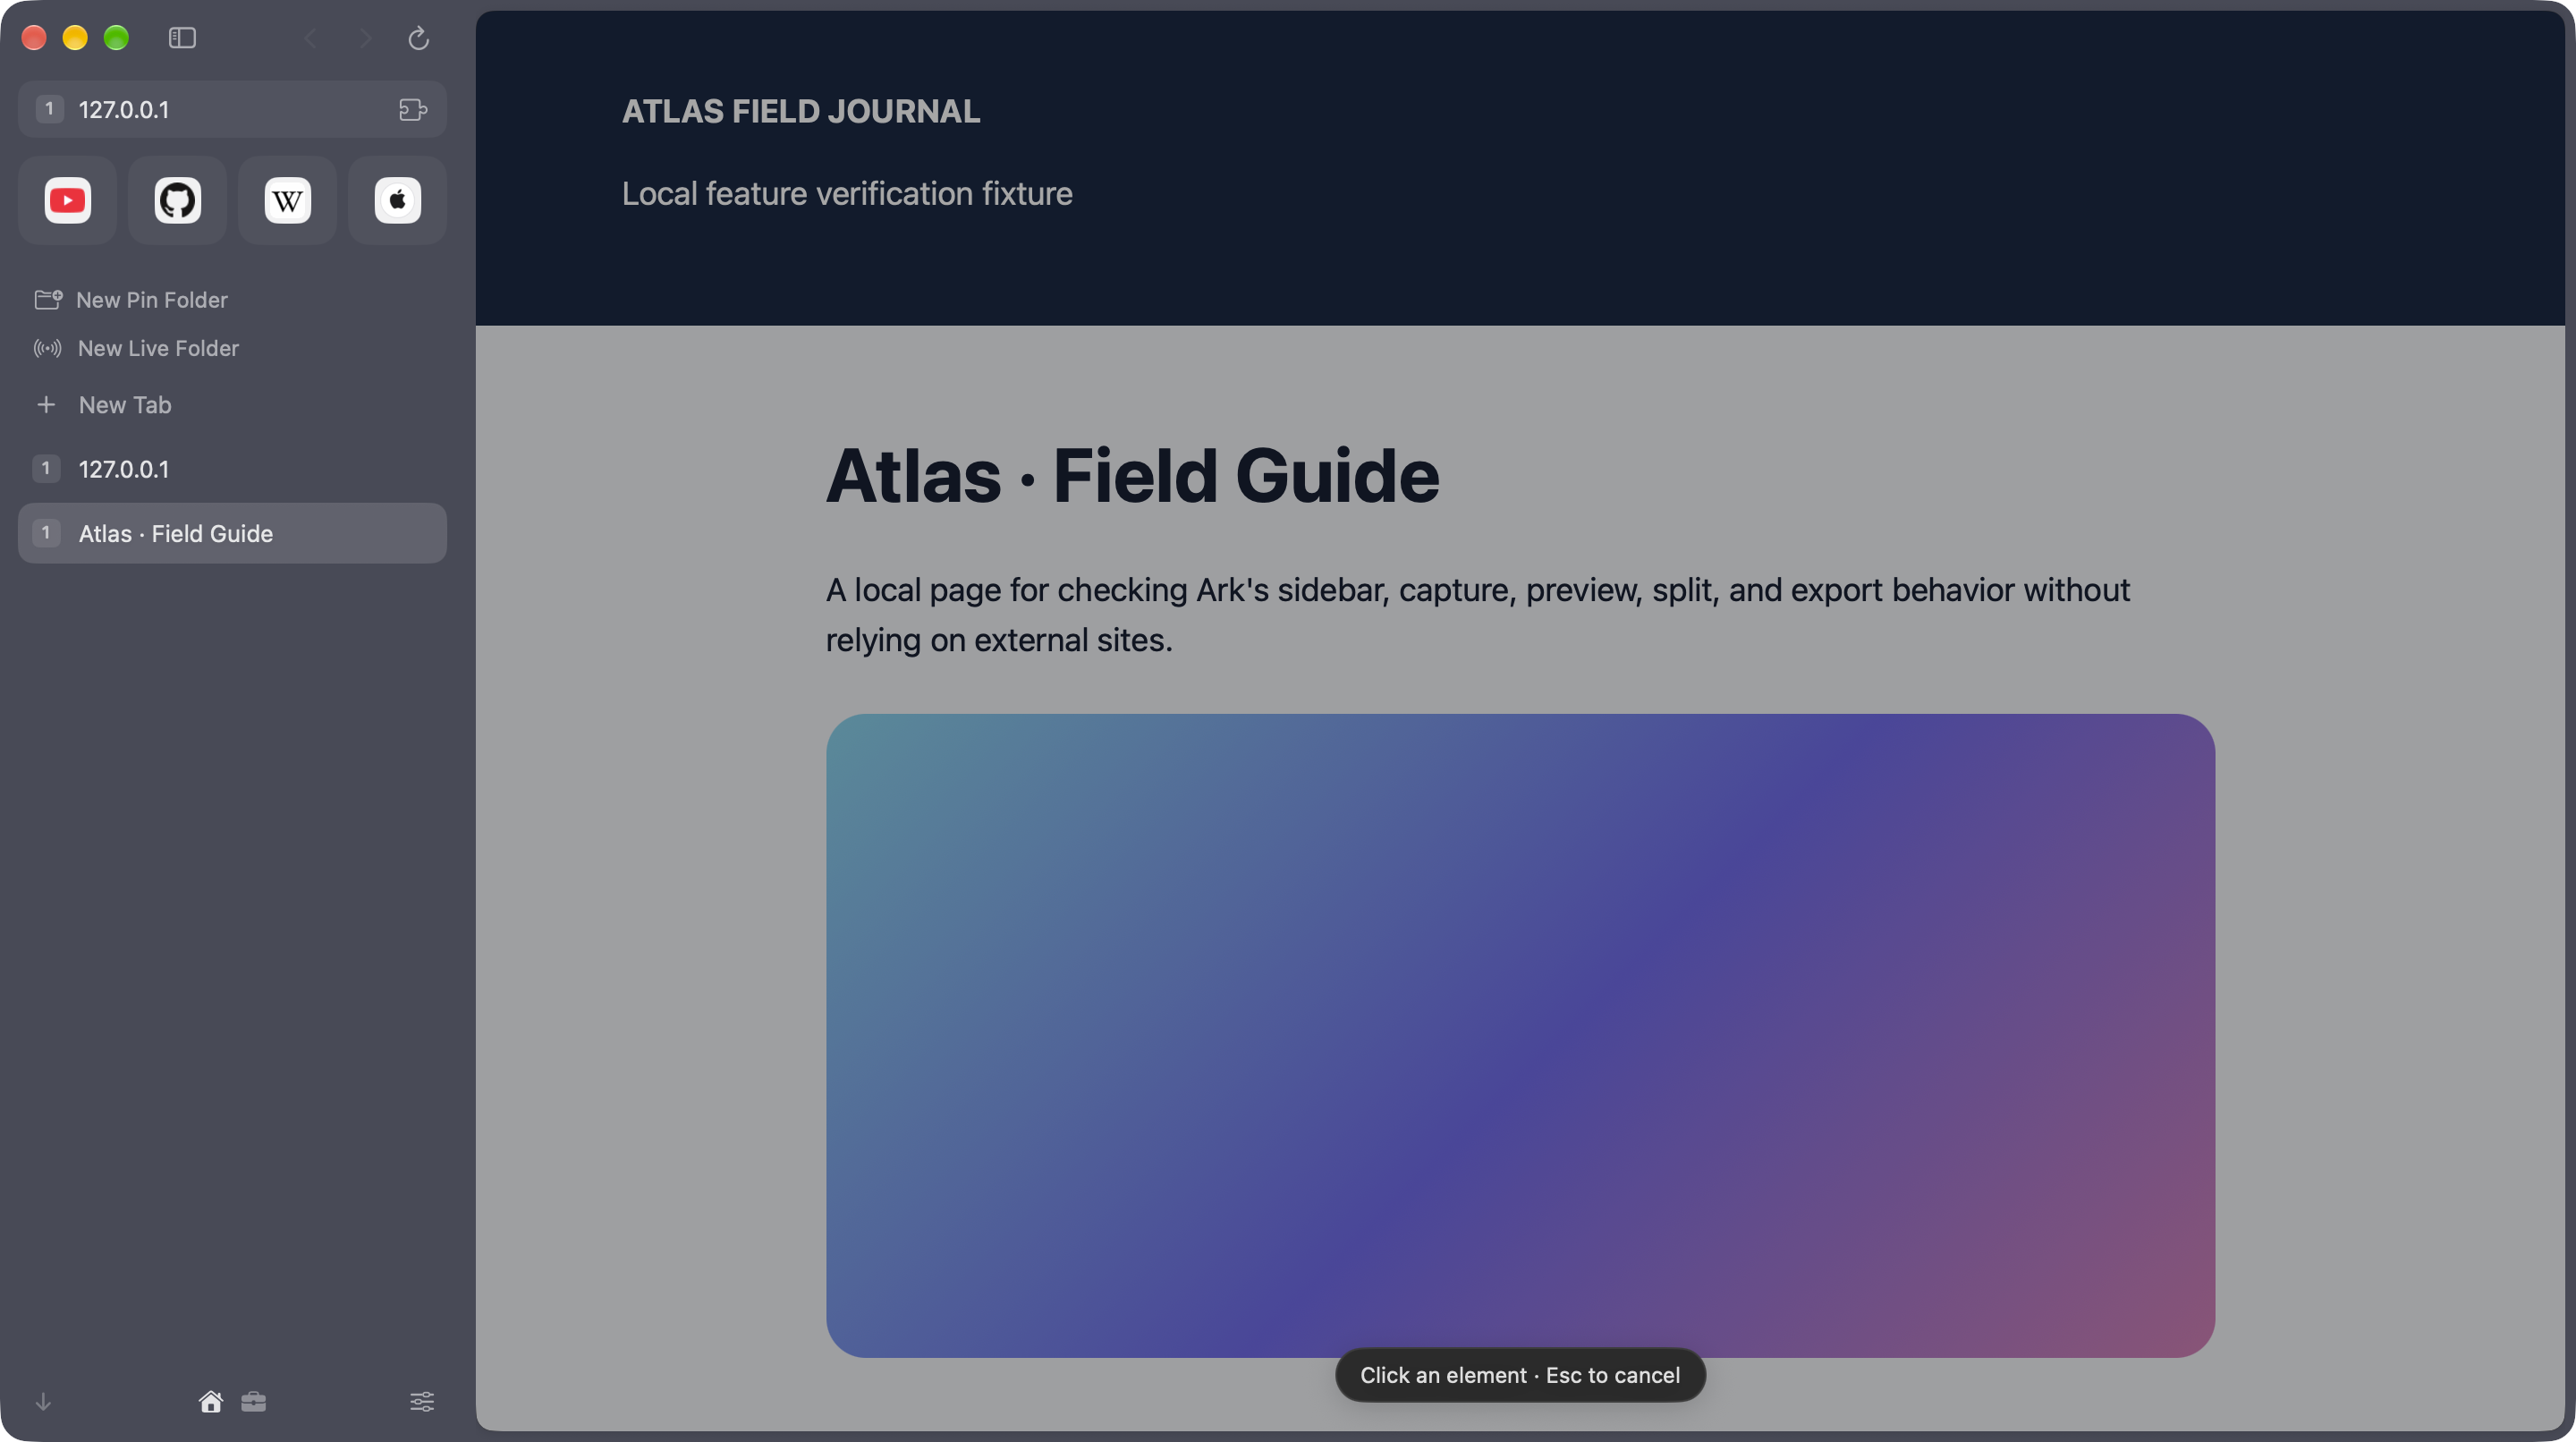 1 127.0.0.1
W
New Pin Folder
New Live Folder
New Tab
1 127.0.0.1
1 Atlas · Field Guide
ATLAS FIELD JOURNAL
Local feature verification fixture
Atlas · Field Guide
A local page for checking Ark's sidebar, capture, preview, split, and export behavior without
relying on external sites.
Click an element · Esc to cancel